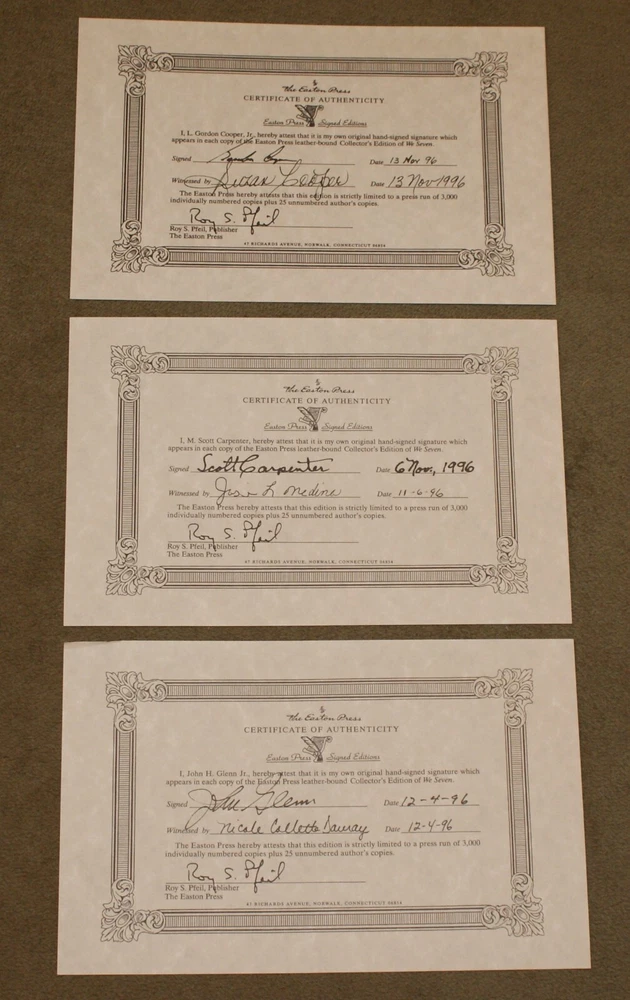 The Easton Press
CERTIFICATE OF AUTHENTICITY
Easton Press Signed Editions
I, L. Gordon Cooper, Jr., hereby attest that it is my own original hand-signed signature which
appears in each copy of the Easton Press leather-bound Collector's Edition of We Seven.
Signed Date 13 Nov 96
Witnessed by Susan Cooper Date 13 Nov 1996
The Easton Press hereby attests that this edition is strictly limited to a press run of 3,000
individually numbered copies plus 25 unnumbered author's copies.
Roy S. Pfeil
Roy S. Pfeil, Publisher
The Easton Press
47 RICHARDS AVENUE, NORWALK, CONNECTICUT 06854
The Easton Press
CERTIFICATE OF AUTHENTICITY
Easton Press Signed Editions
I, M. Scott Carpenter, hereby attest that it is my own original hand-signed signature which
appears in each copy of the Easton Press leather-bound Collector's Edition of We Seven.
Signed Scott Carpenter Date 6 Nov., 1996
Witnessed by Medina Date 11-6-96
The Easton Press hereby attests that this edition is strictly limited to a press run of 3,000
individually numbered copies plus 25 unnumbered author's copies.
Roy S. Pfeil
Roy S. Pfeil, Publisher
The Easton Press
47 RICHARDS AVENUE, NORWALK, CONNECTICUT 06854
The Easton Press
CERTIFICATE OF AUTHENTICITY
Easton Press Signed Editions
I, John H. Glenn Jr., hereby attest that it is my own original hand-signed signature which
appears in each copy of the Easton Press leather-bound Collector's Edition of We Seven.
Signed John Glenn Date 12-4-96
Witnessed by Nicole Collette Dauray Date 12-4-96
The Easton Press hereby attests that this edition is strictly limited to a press run of 3,000
individually numbered copies plus 25 unnumbered author's copies.
Roy S. Pfeil
Roy S. Pfeil, Publisher
The Easton Press
47 RICHARDS AVENUE, NORWALK, CONNECTICUT 06854